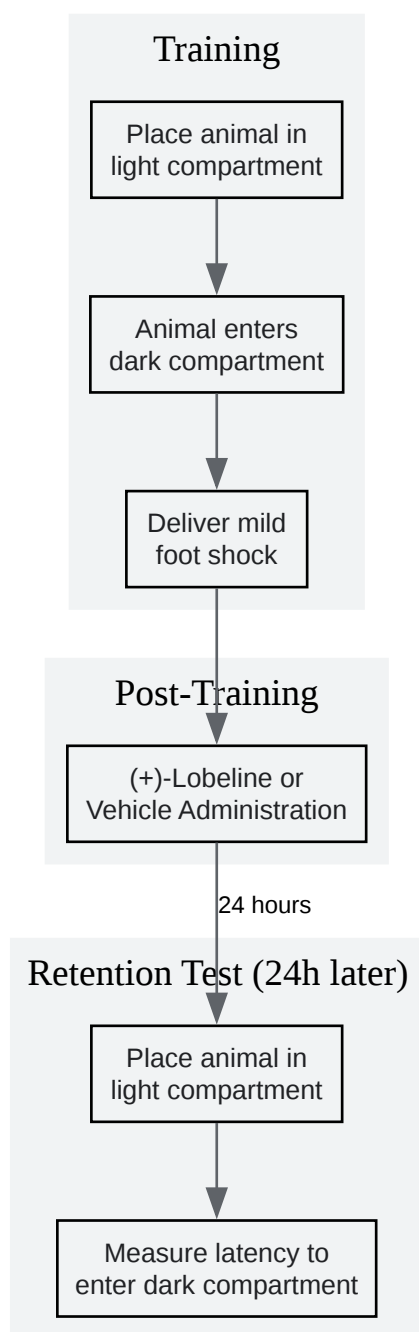 Training
Place animal in
light compartment
Animal enters
dark compartment
Deliver mild
foot shock
Post-Training
(+)-Lobeline or
Vehicle Administration
24 hours
Retention Test (24h later)
Place animal in
light compartment
Measure latency to
enter dark compartment